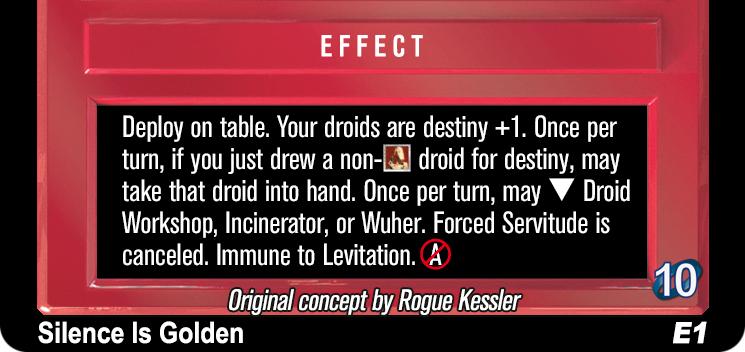 EFFECT
Deploy on table. Your droids are destiny +1. Once per
turn, if you just drew a non- droid for destiny, may
take that droid into hand. Once per turn, may ▼ Droid
Workshop, Incinerator, or Wuher. Forced Servitude is
canceled. Immune to Levitation. A
10
Original concept by Rogue Kessler
Silence Is Golden E1